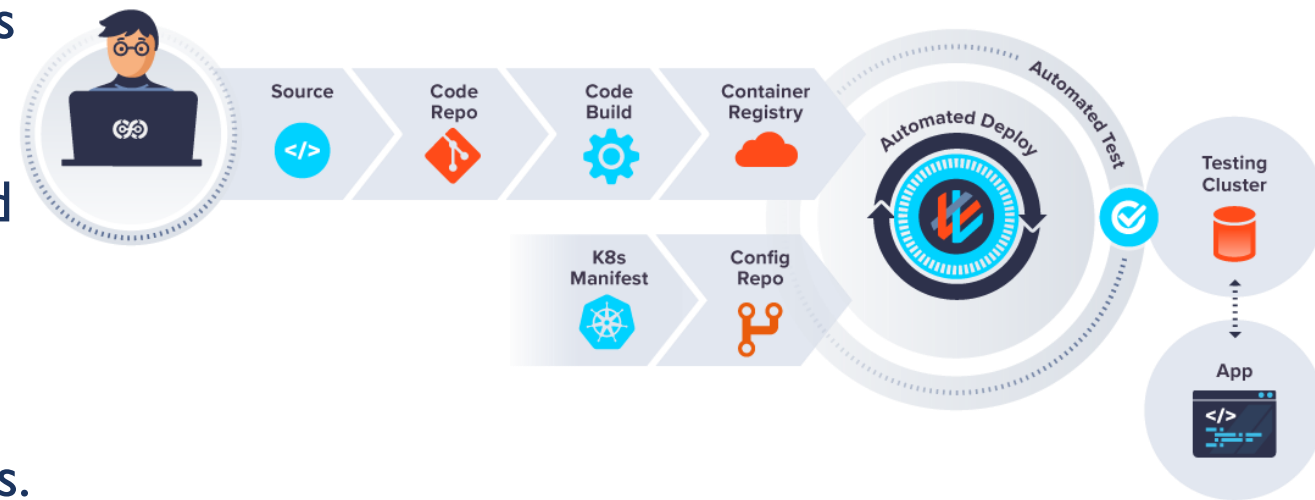 s
Source
Code
Repo
Code
Build
Container
Registry
</>
Automated Deploy
Automated Test
Testing
Cluster
d
K8s
Manifest
Config
Repo
App
</>
s.